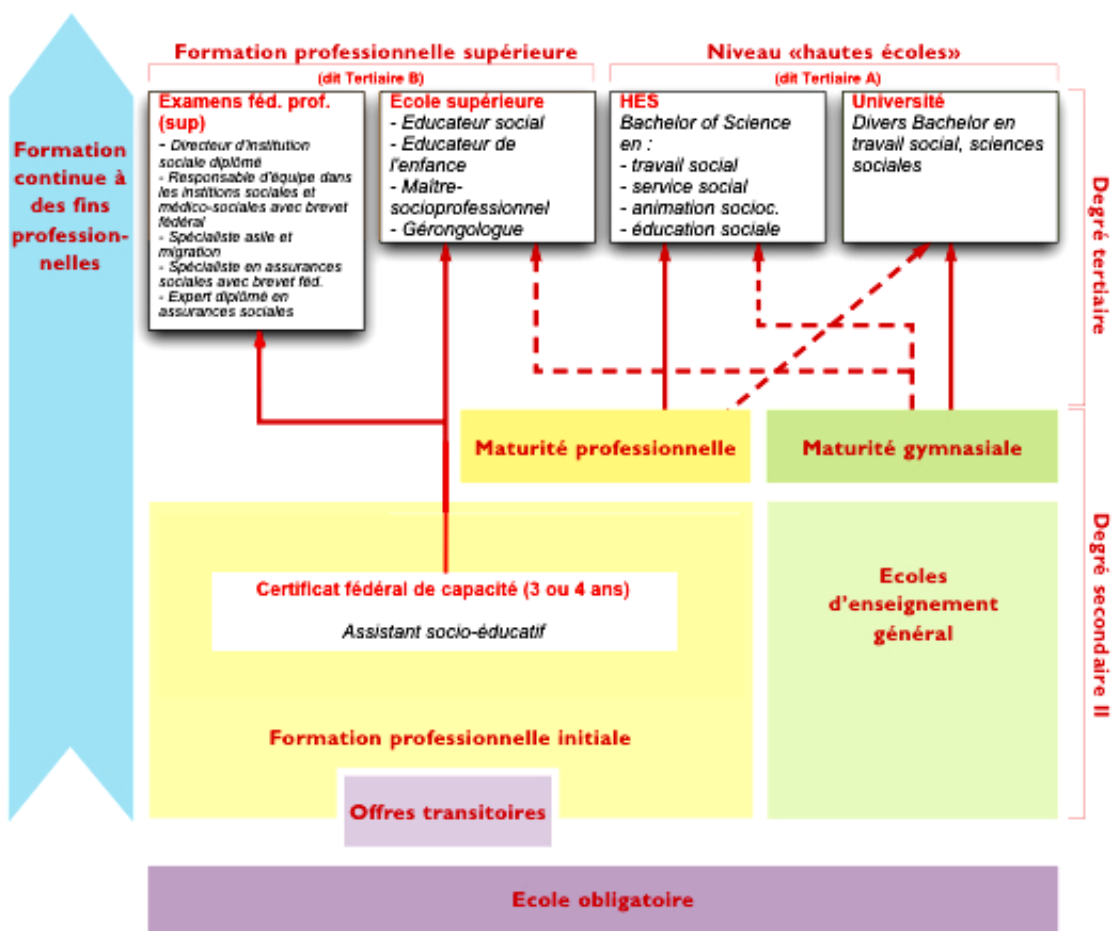 Formation professionnelle supérieure
(dit Tertiaire B)
Niveau «hautes écoles»
(dit Tertiaire A)
Formation
continue à
des fins
profession-
nelles
Examens féd. prof.
(sup)
- Directeur d'institution
sociale diplômé
- Responsable d'équipe dans
les institions sociales et
médico-sociales avec brevet
fédéral
- Spécialiste asile et
migration
- Spécialiste en assurances
sociales avec brevet féd.
- Expert diplômé en
assurances sociales
Ecole supérieure
- Educateur social
- Educateur de
l'enfance
- Maître-
socioprofessionnel
- Gérongologue
HES
Bachelor of Science
en :
- travail social
- service social
- animation socioc.
- éducation sociale
Université
Divers Bachelor en
travail social, sciences
sociales
Degré tertiaire
Maturité professionnelle
Maturité gymnasiale
Certificat fédéral de capacité (3 ou 4 ans)
Assistant socio-éducatif
Ecoles
d'enseignement
général
Degré secondaire II
Formation professionnelle initiale
Offres transitoires
Ecole obligatoire